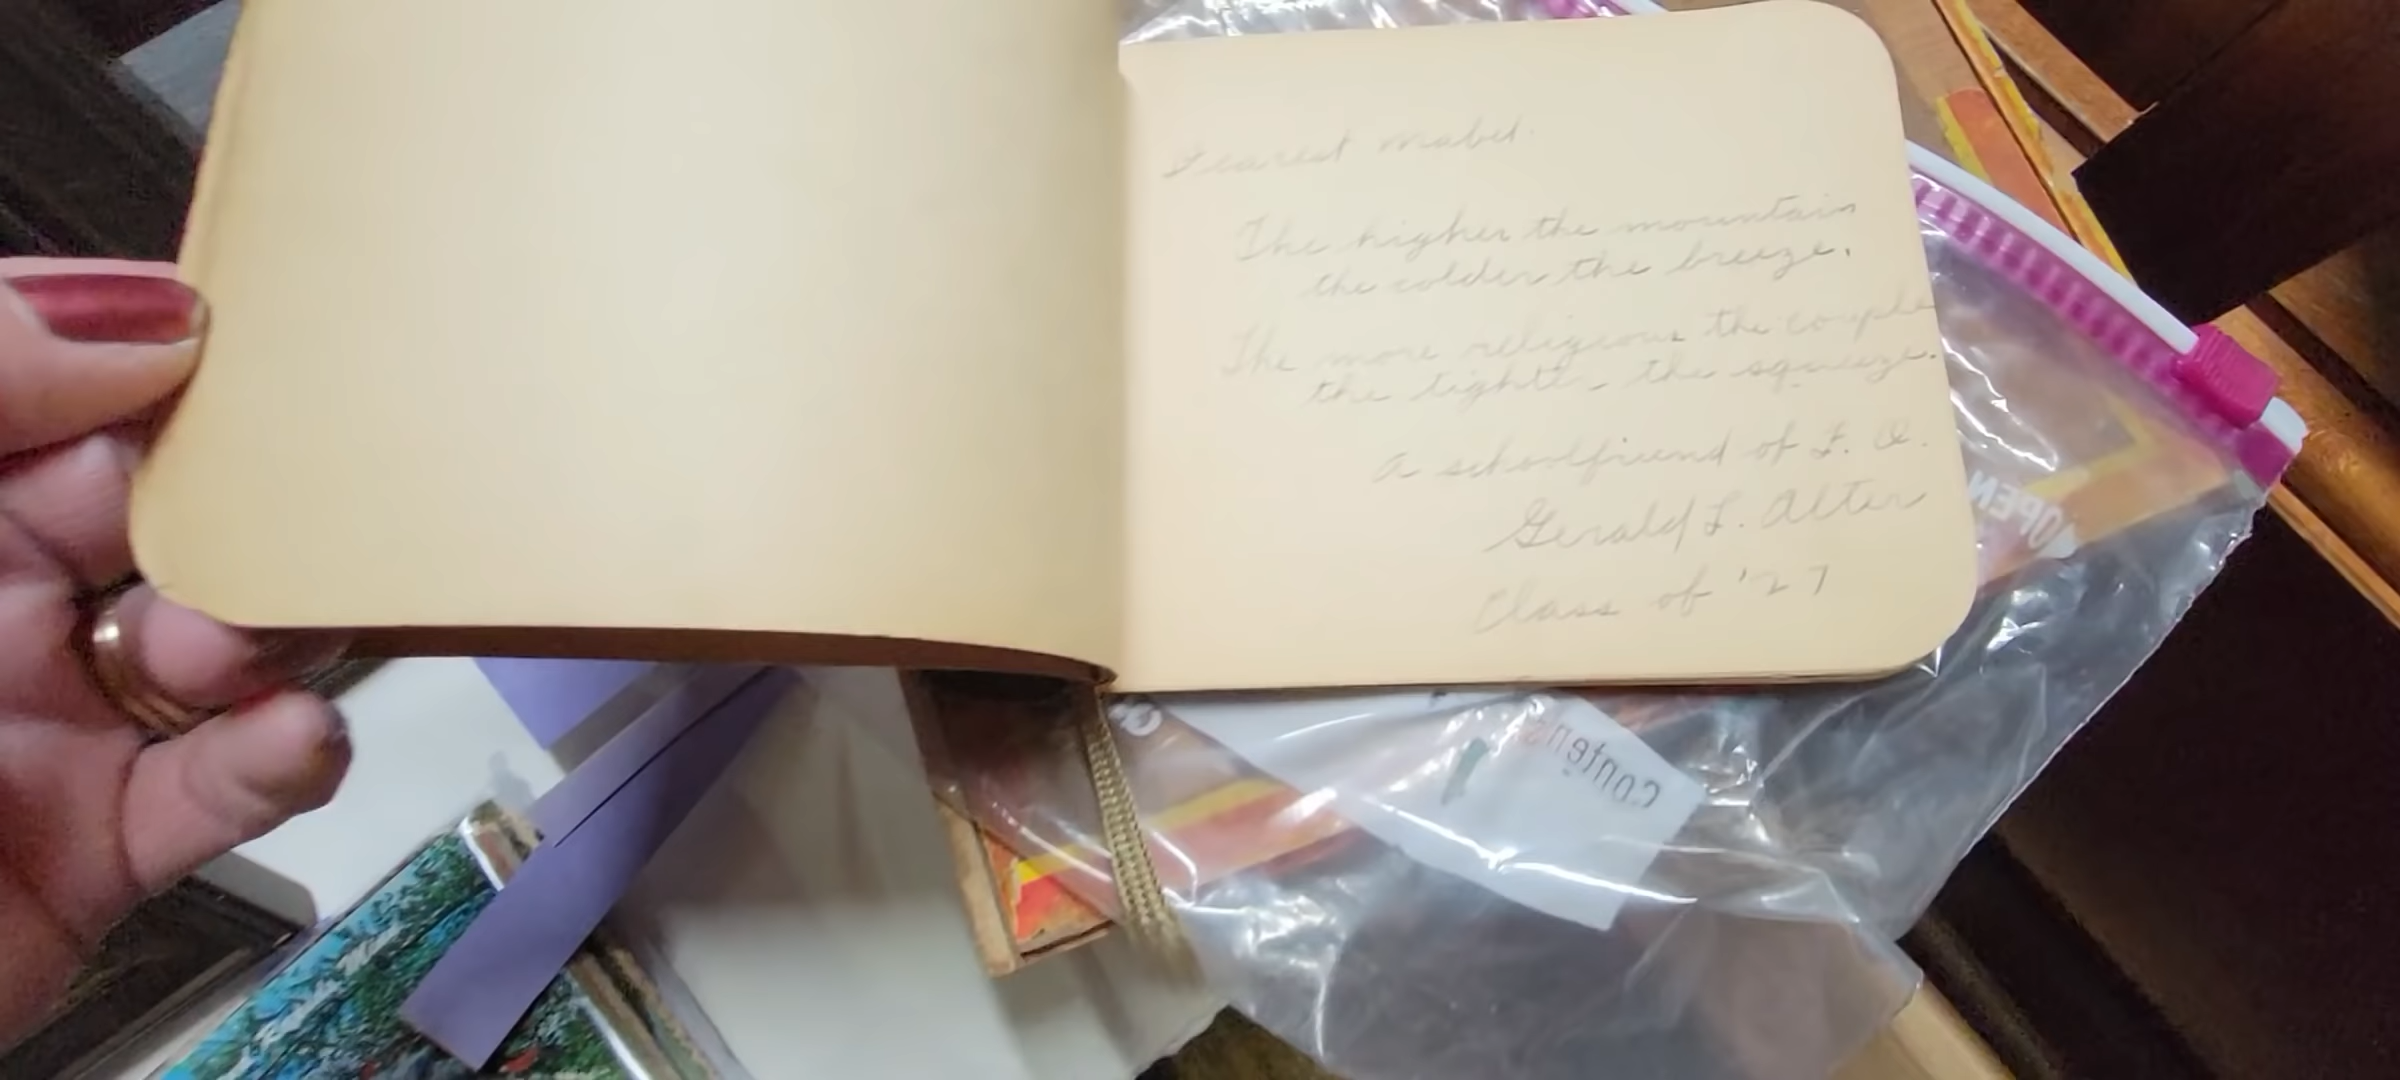 Dearest Mabel.
The higher the mountain
the colder the breeze.
The more religious the couple
the tighter the squeeze.
A schoolfriend of F. A.
Gerald L. Alter
Class of '27
OPEN
Contents